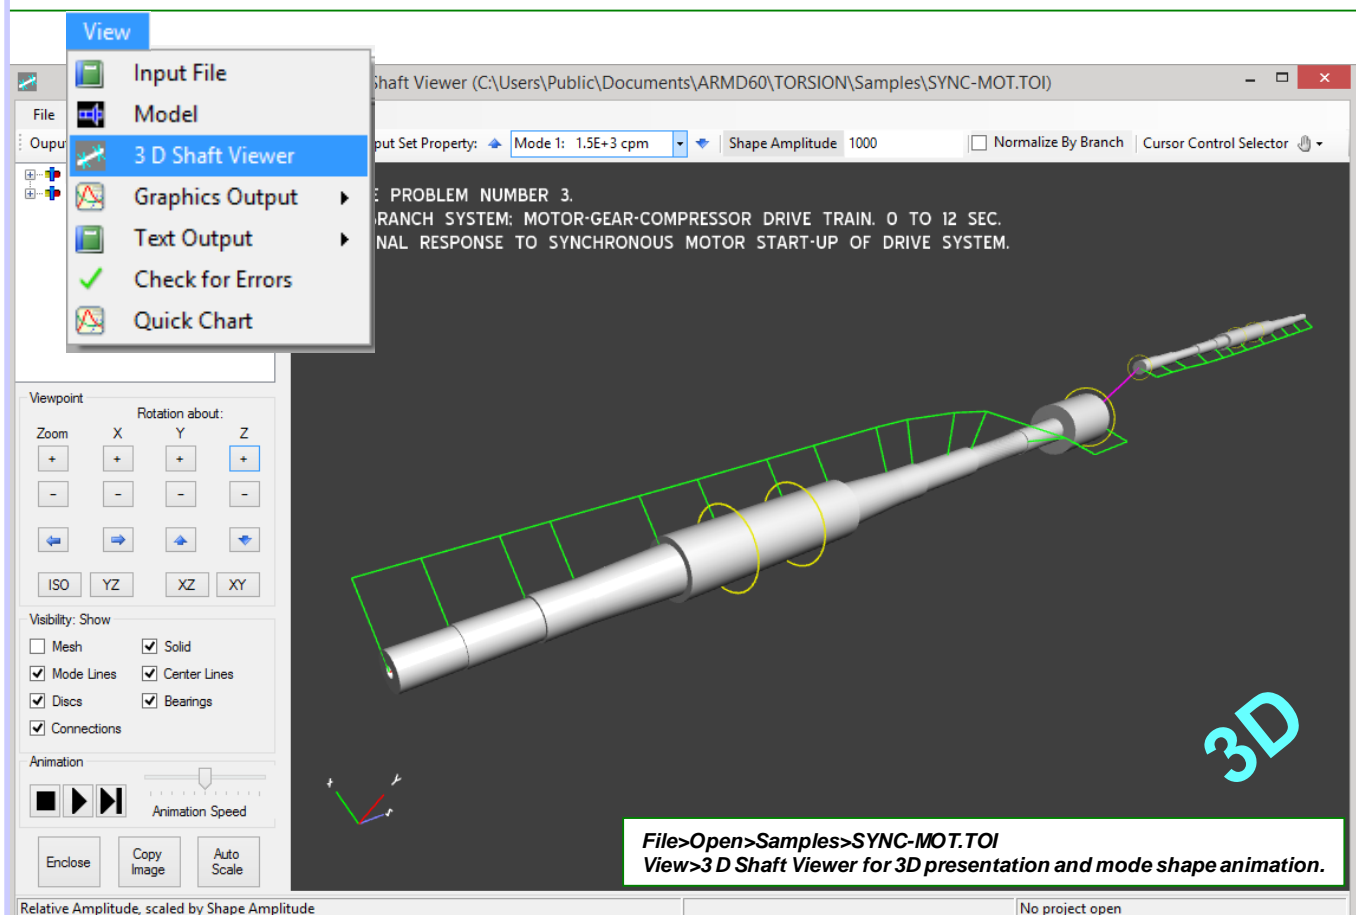 View
Input File
Model
3 D Shaft Viewer
Graphics Output
Text Output
Check for Errors
Quick Chart
haft Viewer (C:\Users\Public\Documents\ARMD60\TORSION\Samples\SYNC-MOT.TOI)
File
Ouput
put Set Property:
Mode 1: 1.5E+3 cpm
Shape Amplitude
1000
Normalize By Branch
Cursor Control Selector
E PROBLEM NUMBER 3.
RANCH SYSTEM; MOTOR-GEAR-COMPRESSOR DRIVE TRAIN. 0 TO 12 SEC.
NAL RESPONSE TO SYNCHRONOUS MOTOR START-UP OF DRIVE SYSTEM.
Viewpoint
Rotation about:
Zoom X Y Z
+ + + +
- - - -
ISO YZ XZ XY
Visibility: Show
Mesh Solid
Mode Lines Center Lines
Discs Bearings
Connections
Animation
Animation Speed
Enclose
Copy
Image
Auto
Scale
3D
File>Open>Samples>SYNC-MOT.TOI
View>3 D Shaft Viewer for 3D presentation and mode shape animation.
Relative Amplitude, scaled by Shape Amplitude
No project open